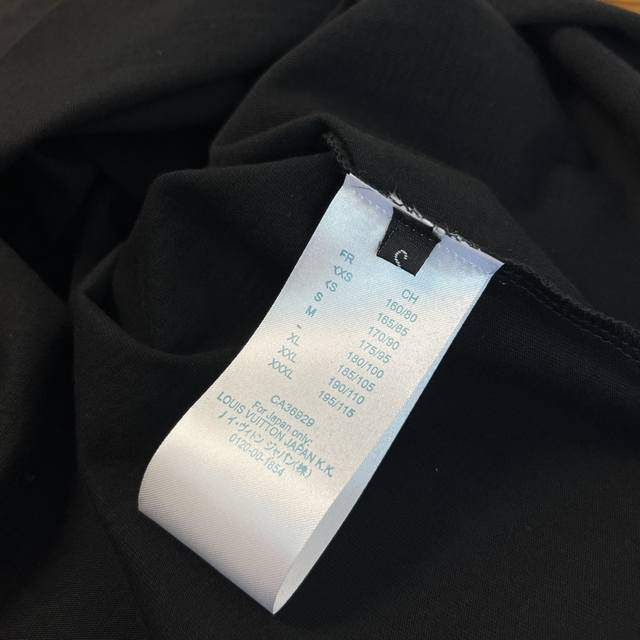 S
FR CH
XXS 160/80
XS 165/85
S 170/90
M 175/95
L 180/100
XL 185/105
XXL 190/110
XXXL 195/115
CA36929
For Japan only.
LOUIS VUITTON JAPAN K.K.
ルイ・ヴィトン ジャパン(株)
0120-00-1854